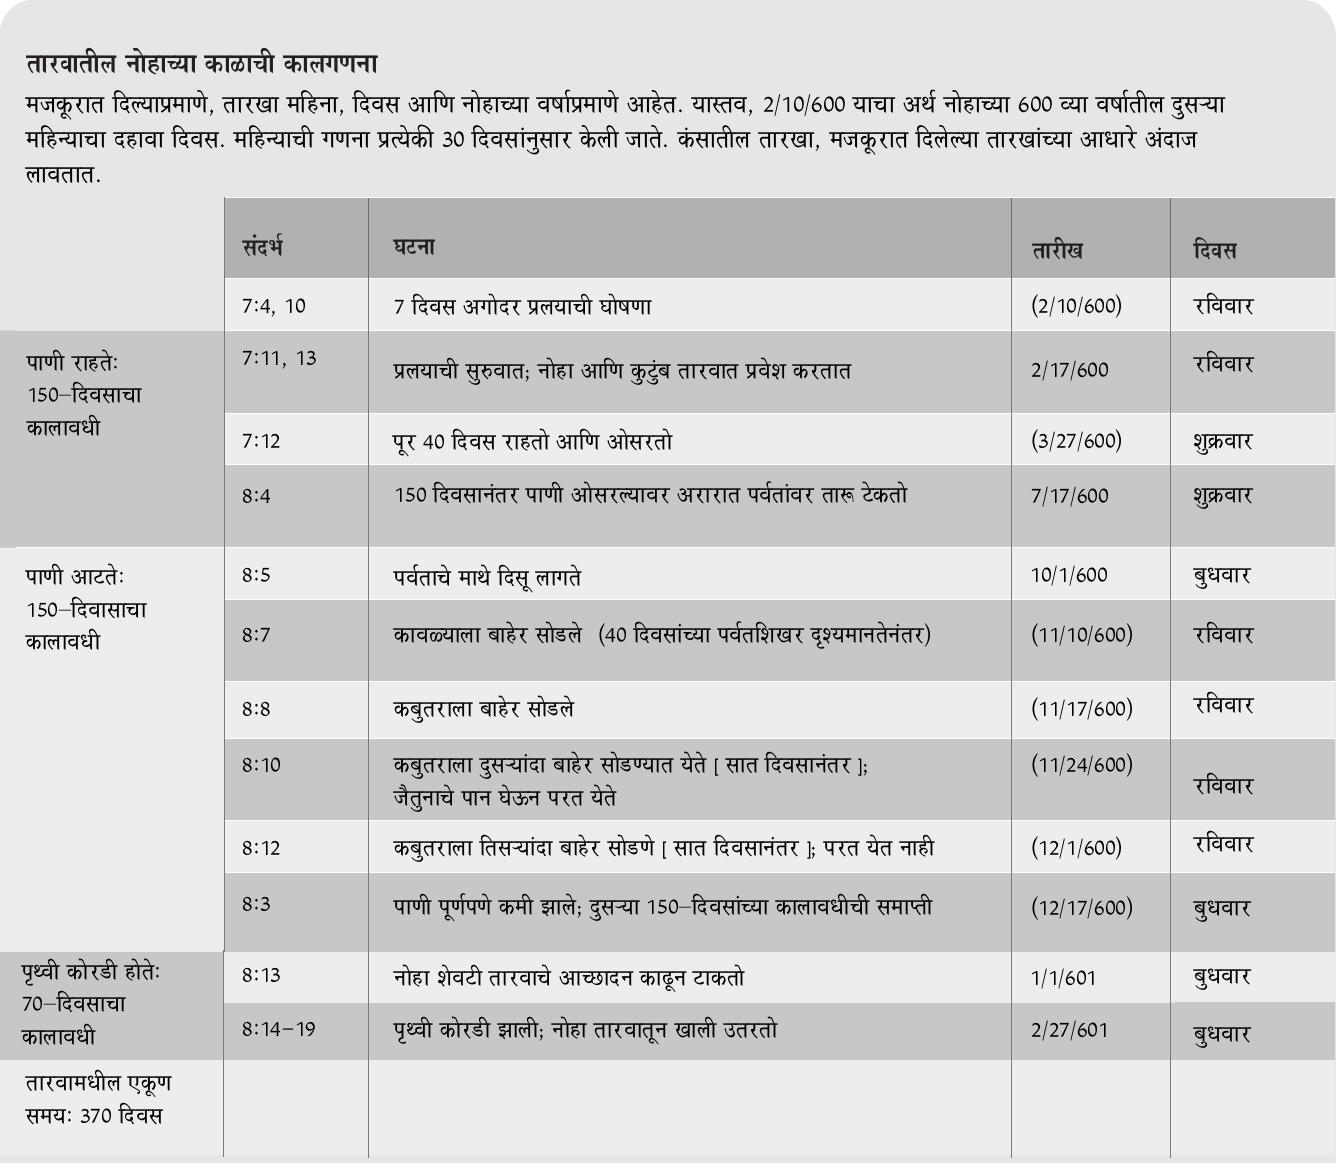 तारवातील नोहाच्या काळाची कालगणना
मजकूरात दिल्याप्रमाणे, तारखा महिना, दिवस आणि नोहाच्या वर्षाप्रमाणे आहेत. यास्तव, 2/10/600 याचा अर्थ नोहाच्या 600 व्या वर्षातील दुसऱ्या
महिन्याचा दहावा दिवस. महिन्याची गणना प्रत्येकी 30 दिवसांनुसार केली जाते. कंसातील तारखा, मजकूरात दिलेल्या तारखांच्या आधारे अंदाज
लावतात.
संदर्भ घटना तारीख दिवस
7:4, 10 7 दिवस अगोदर प्रलयाची घोषणा (2/10/600) रविवार
पाणी राहते:
150–दिवसाचा
कालावधी
7:11, 13 प्रलयाची सुरुवात; नोहा आणि कुटुंब तारवात प्रवेश करतात 2/17/600 रविवार
7:12 पूर 40 दिवस राहतो आणि ओसरतो (3/27/600) शुक्रवार
8:4 150 दिवसानंतर पाणी ओसरल्यावर अरारात पर्वतांवर तारू टेकतो 7/17/600 शुक्रवार
पाणी आटते:
150–दिवासाचा
कालावधी
8:5 पर्वताचे माथे दिसू लागते 10/1/600 बुधवार
8:7 कावळ्याला बाहेर सोडले (40 दिवसांच्या पर्वतशिखर दृश्यमानतेनंतर) (11/10/600) रविवार
8:8 कबुतराला बाहेर सोडले (11/17/600) रविवार
8:10 कबुतराला दुसऱ्यांदा बाहेर सोडण्यात येते [ सात दिवसानंतर ]; (11/24/600) रविवार
जैतुनाचे पान घेऊन परत येते
8:12 कबुतराला तिसऱ्यांदा बाहेर सोडणे [ सात दिवसानंतर ]; परत येत नाही (12/1/600) रविवार
8:3 पाणी पूर्णपणे कमी झाले; दुसऱ्या 150–दिवसांच्या कालावधीची समाप्ती (12/17/600) बुधवार
पृथ्वी कोरडी होते:
70–दिवसाचा
कालावधी
8:13 नोहा शेवटी तारवाचे आच्छादन काढून टाकतो 1/1/601 बुधवार
8:14–19 पृथ्वी कोरडी झाली; नोहा तारवातून खाली उतरतो 2/27/601 बुधवार
तारवामधील एकूण
समय: 370 दिवस